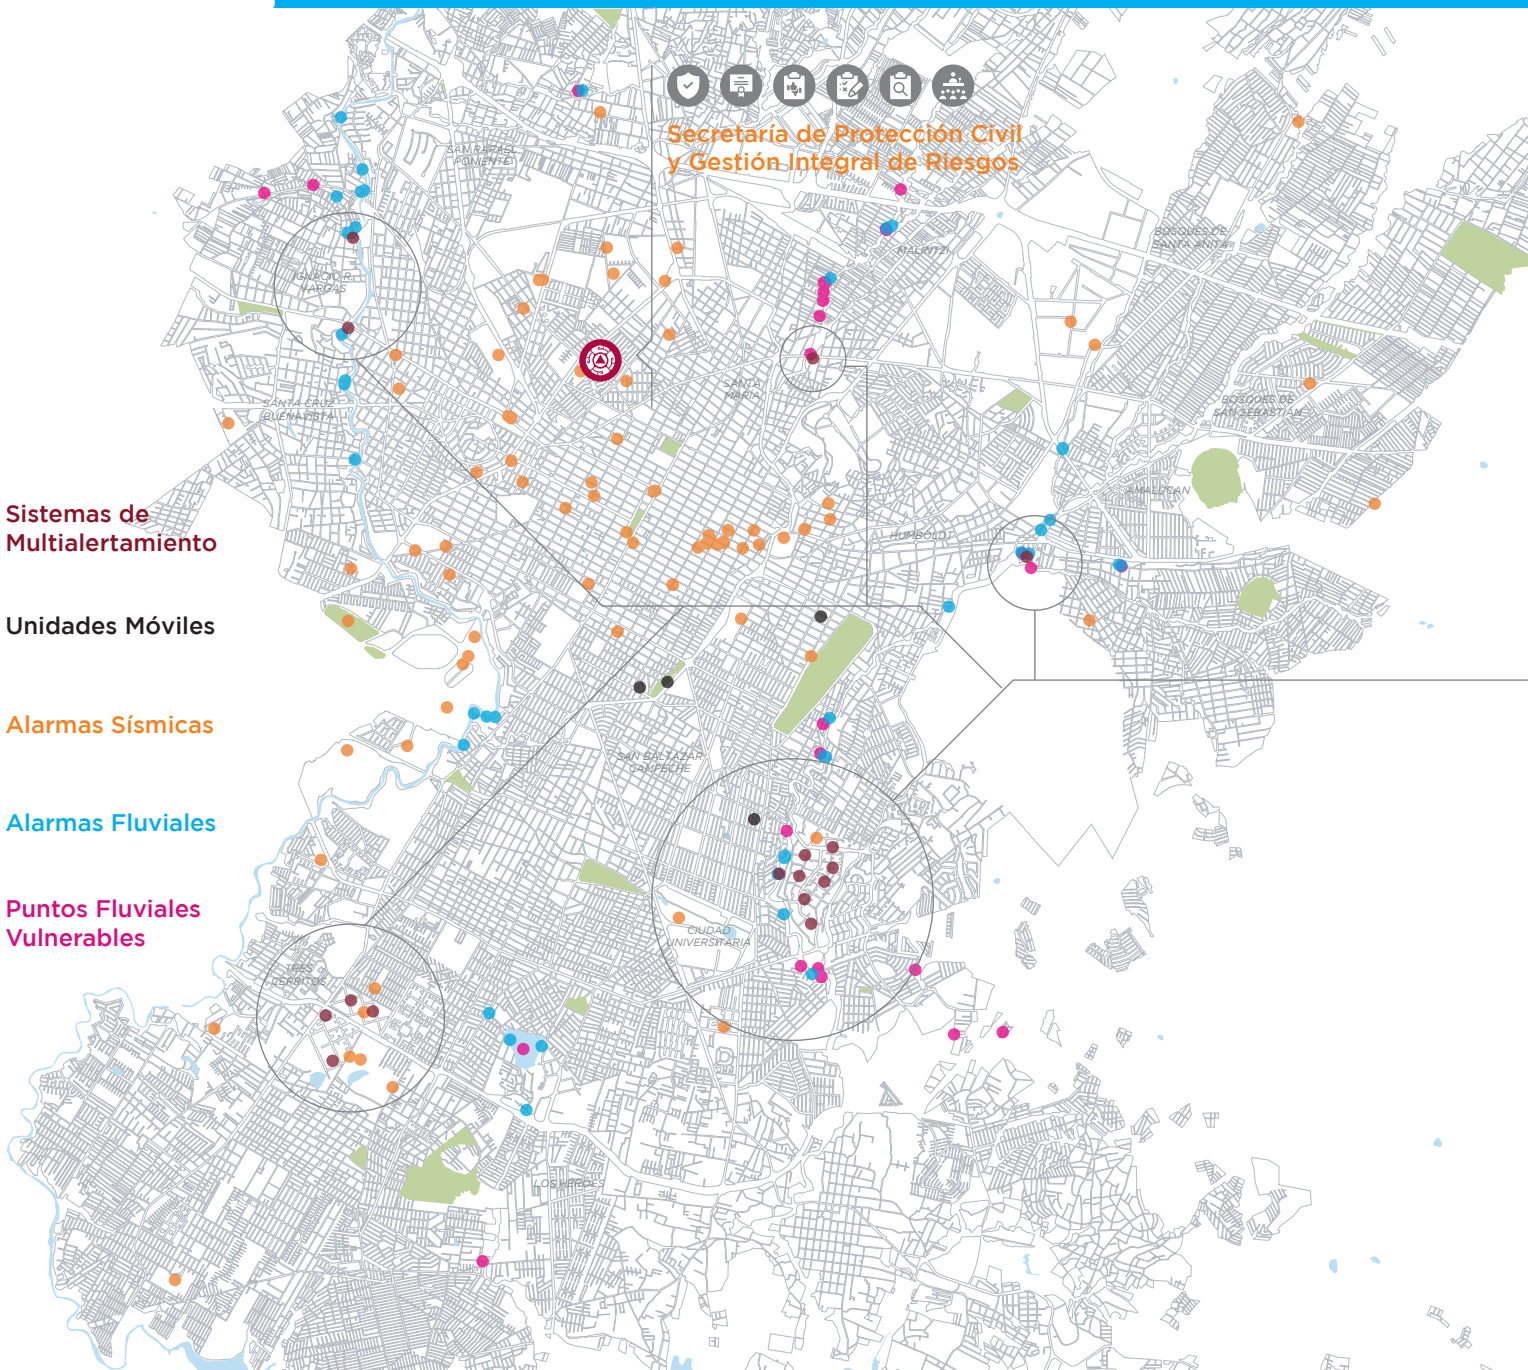 Secretaría de Protección Civil
y Gestión Integral de Riesgos
SAN RAFAEL
PONIENTE
MALINTZI
BOSQUES DE
SANTA ANITA
IGNACIO R.
VARGAS
SANTA
MARÍA
SANTA CRUZ
BUENAVISTA
BOSQUES DE
SAN SEBASTIÁN
AMALUCAN
HUMBOLDT
Sistemas de
Multialertamiento
Unidades Móviles
Alarmas Sísmicas
Alarmas Fluviales
Puntos Fluviales
Vulnerables
SAN BALTAZAR
CAMPECHE
CIUDAD
UNIVERSITARIA
TRES
CERRITOS
LOS HÉROES